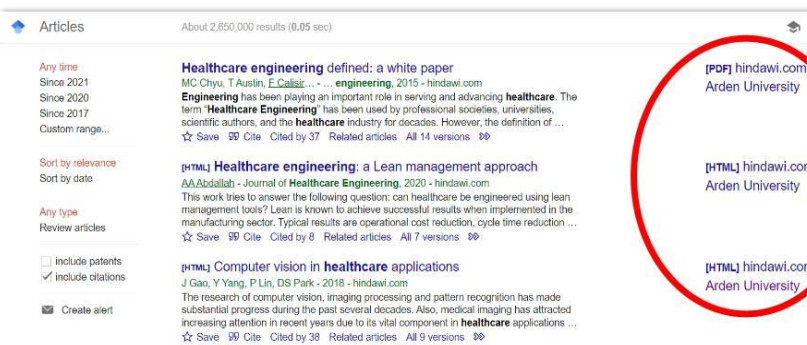 Articles
About 2,650,000 results (0.05 sec)
Any time
Since 2021
Since 2020
Since 2017
Custom range...
Sort by relevance
Sort by date
Any type
Review articles
include patents
include citations
Create alert
Healthcare engineering defined: a white paper
MC Chyu, T Austin, F Calisir... - ... engineering, 2015 - hindawi.com
Engineering has been playing an important role in serving and advancing healthcare. The
term "Healthcare Engineering" has been used by professional societies, universities,
scientific authors, and the healthcare industry for decades. However, the definition of ...
Save Cite Cited by 37 Related articles All 14 versions
[PDF] hindawi.com
Arden University
[HTML] Healthcare engineering: a Lean management approach
AA Abdallah - Journal of Healthcare Engineering, 2020 - hindawi.com
This work tries to answer the following question: can healthcare be engineered using lean
management tools? Lean is known to achieve successful results when implemented in the
manufacturing sector. Typical results are operational cost reduction, cycle time reduction ...
Save Cite Cited by 8 Related articles All 7 versions
[HTML] hindawi.com
Arden University
[HTML] Computer vision in healthcare applications
J Gao, Y Yang, P Lin, DS Park - 2018 - hindawi.com
The research of computer vision, imaging processing and pattern recognition has made
substantial progress during the past several decades. Also, medical imaging has attracted
increasing attention in recent years due to its vital component in healthcare applications ...
Save Cite Cited by 38 Related articles All 9 versions
[HTML] hindawi.com
Arden University